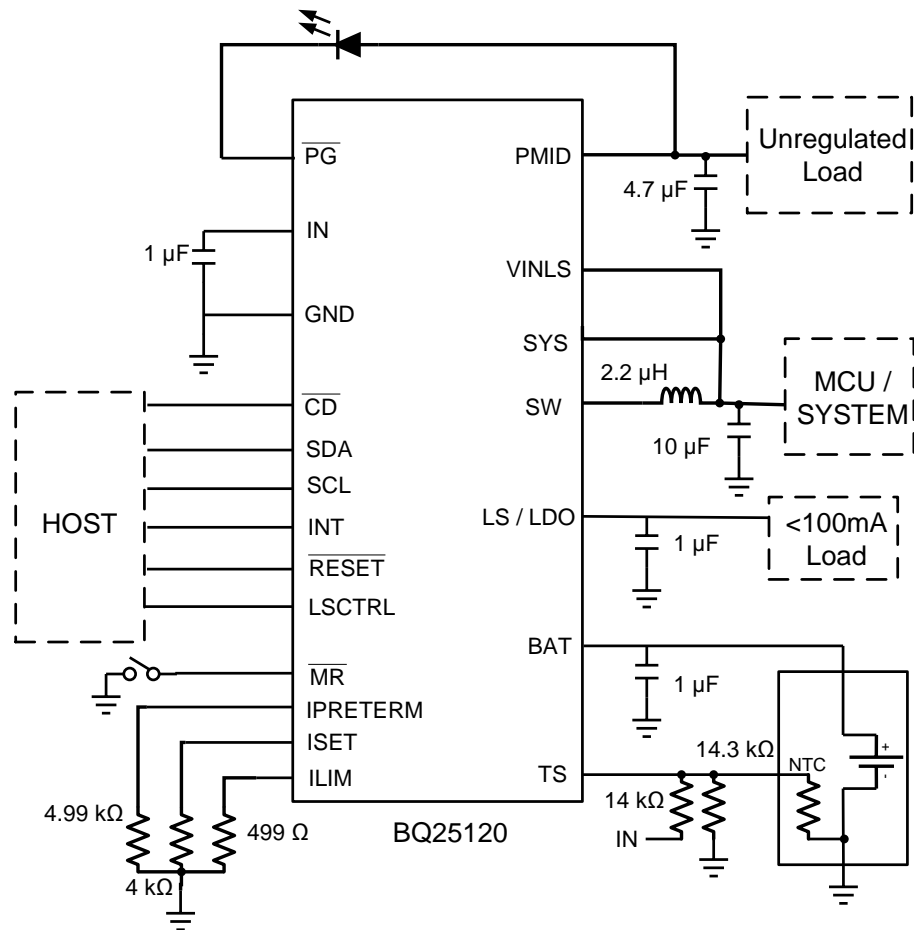 PG
PMID
Unregulated
Load
4.7 µF
IN
1 µF
VINLS
GND
SYS
2.2 µH
MCU /
SYSTEM
CD
SW
10 µF
SDA
SCL
HOST
INT
LS / LDO
<100mA
Load
1 µF
RESET
LSCTRL
BAT
MR
1 µF
IPRETERM
ISET
14.3 kΩ
NTC
+
-
ILIM
TS
14 kΩ
4.99 kΩ
499 Ω
BQ25120
IN
4 kΩ